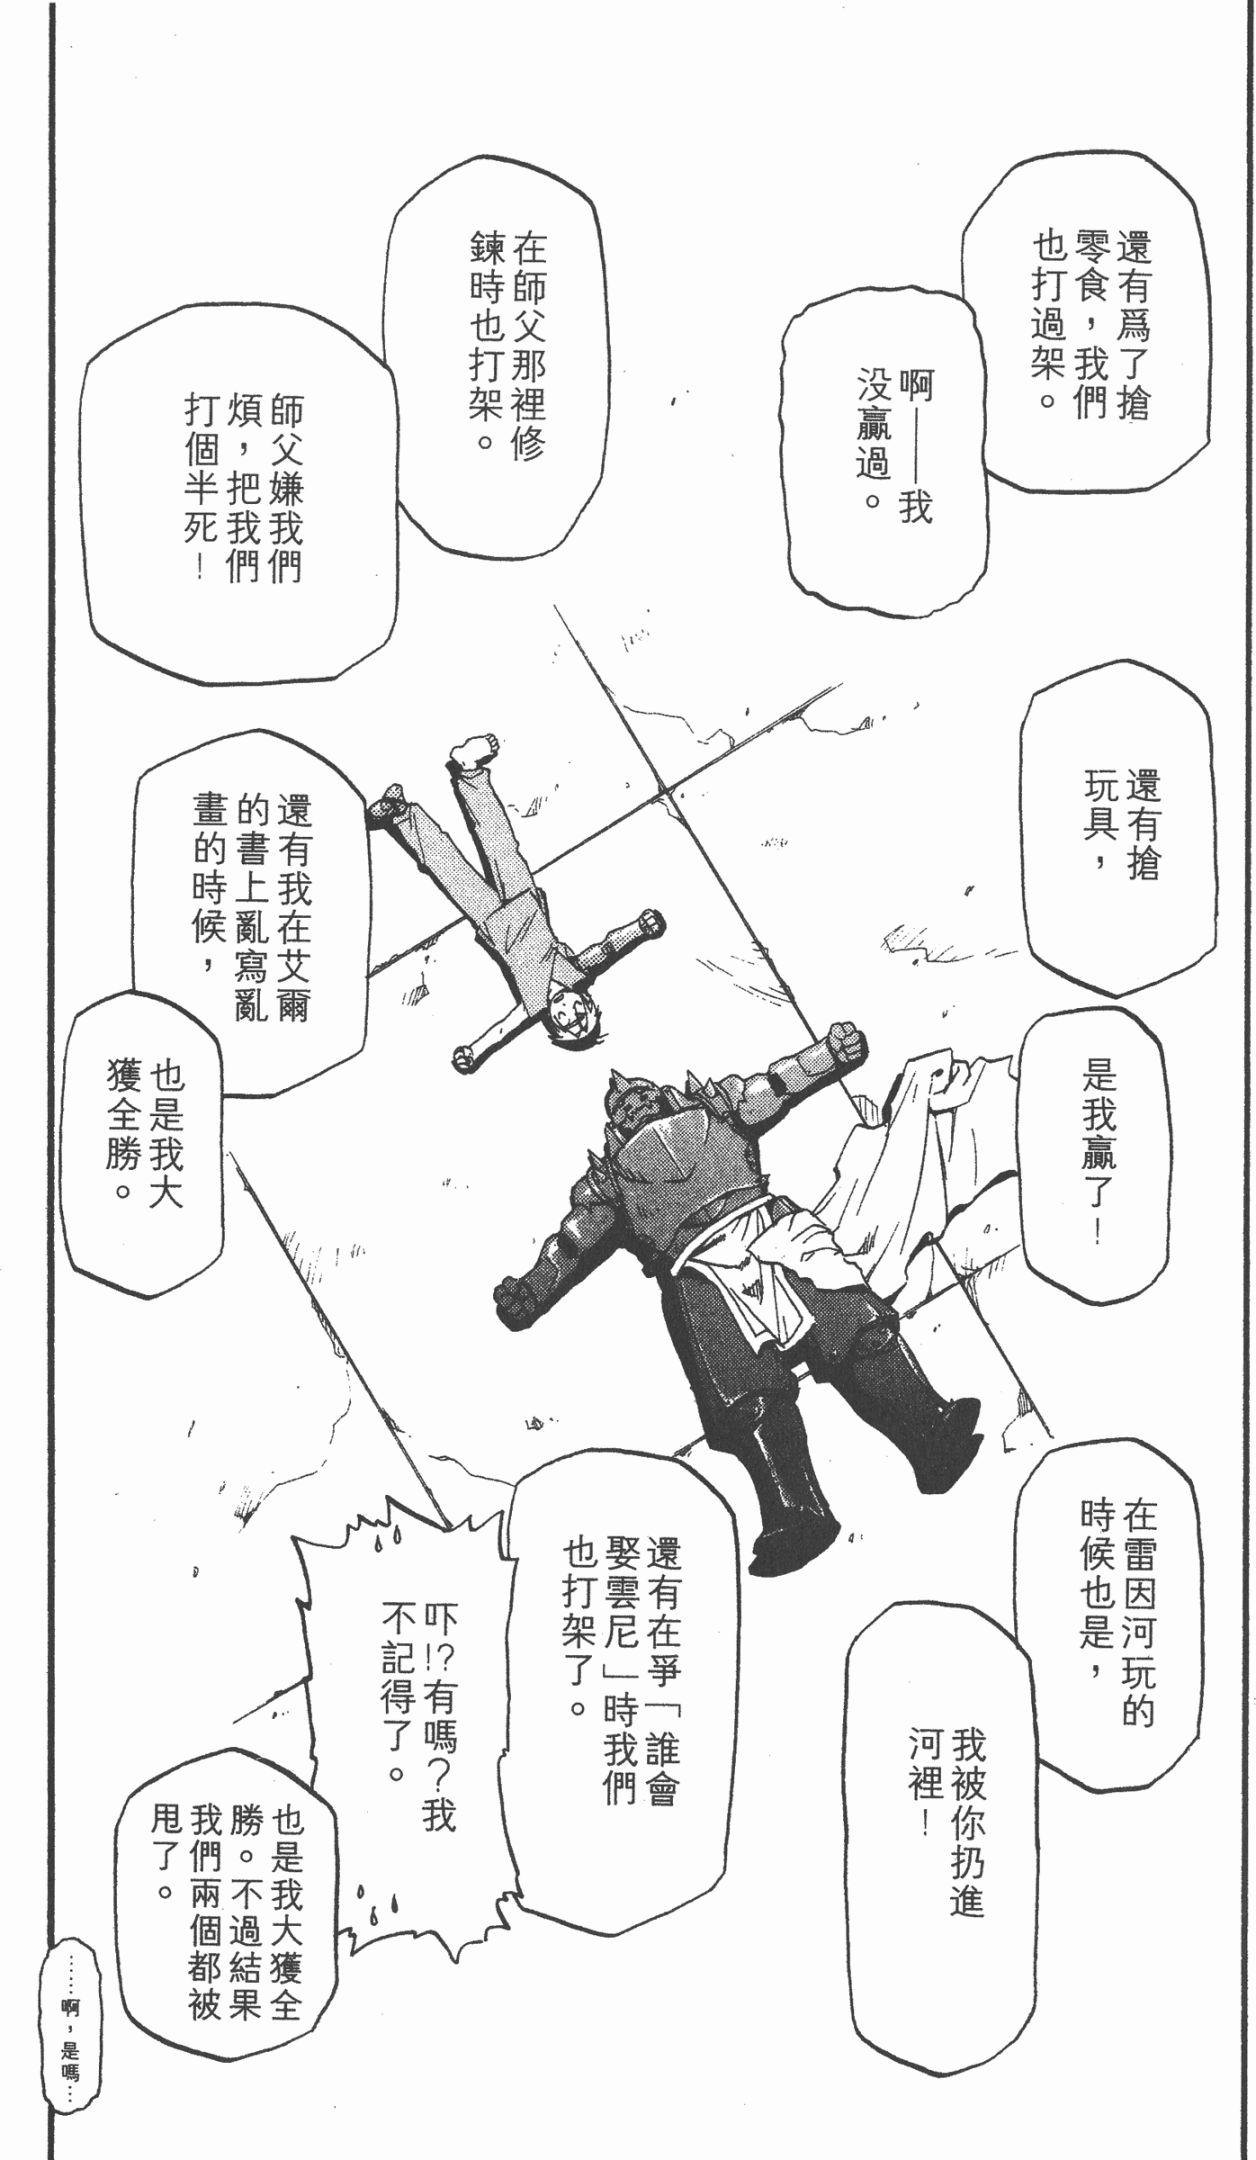 還有爲了搶
零食，我們
也打過架。
啊——我
没贏過。
還有搶
玩具，
是我贏了！
在雷因河玩的
時候也是，
我被你扔進
河裡！
在師父那裡修
鍊時也打架。
師父嫌我們
煩，把我們
打個半死！
還有我在艾爾
的書上亂寫亂
畫的時候，
也是我大
獲全勝。
還有在爭「誰會
娶雲尼」時我們
也打架了。
吓!?有嗎？我
不記得了。
也是我大獲全
勝。不過結果
我們兩個都被
甩了。
……啊，是嗎…